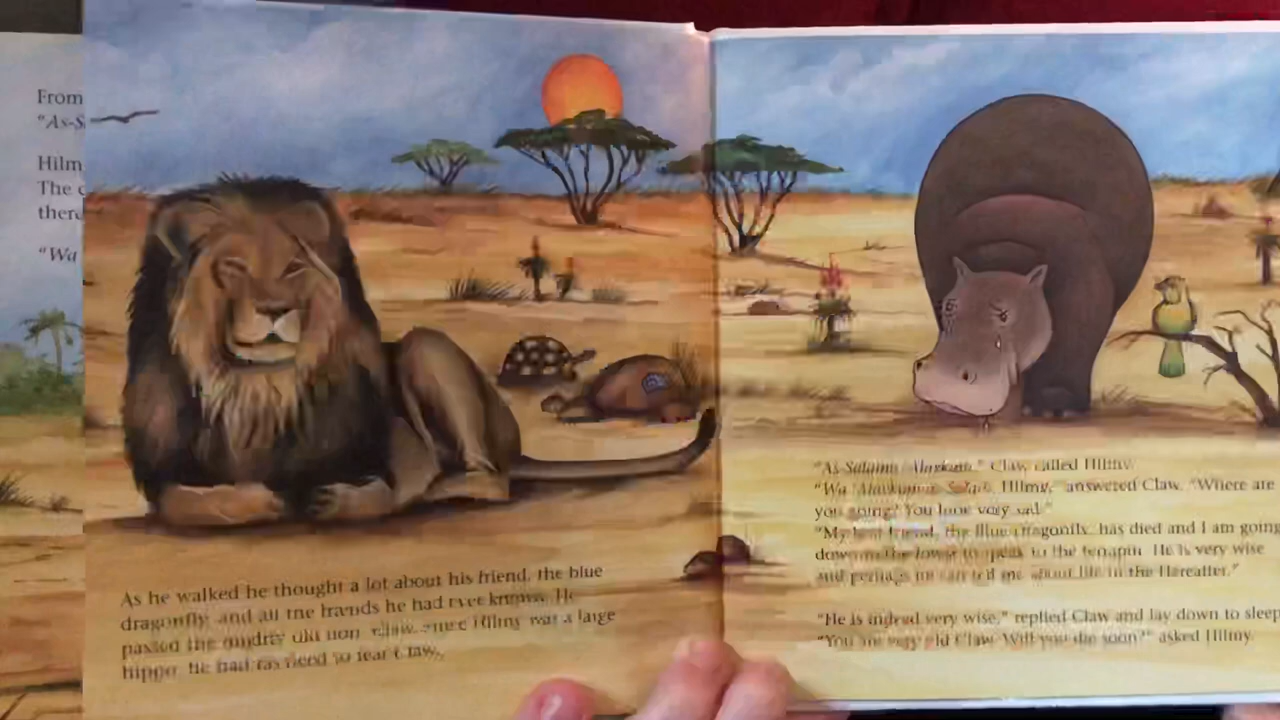 From
"As-S
Hilm
The
there
"Wa
As he walked he thought a lot about his friend, the blue
dragonfly and all the friends he had ever known. He
passed the old lion Claw. Hilmy was a large
hippo he had no need to fear Claw.
"As Salamu Alaykum," Claw called Hilmy.
"Wa Hilmy," answered Claw. "Where are
you going? You look very sad."
"My best friend, the Blue dragonfly, has died and I am going
down to the to speak to the terrapin. He is very wise
and perhaps he can tell me about life in the Hereafter."
"He is indeed very wise," replied Claw and lay down to sleep
"You are very old Claw. Will you die soon?" asked Hilmy.